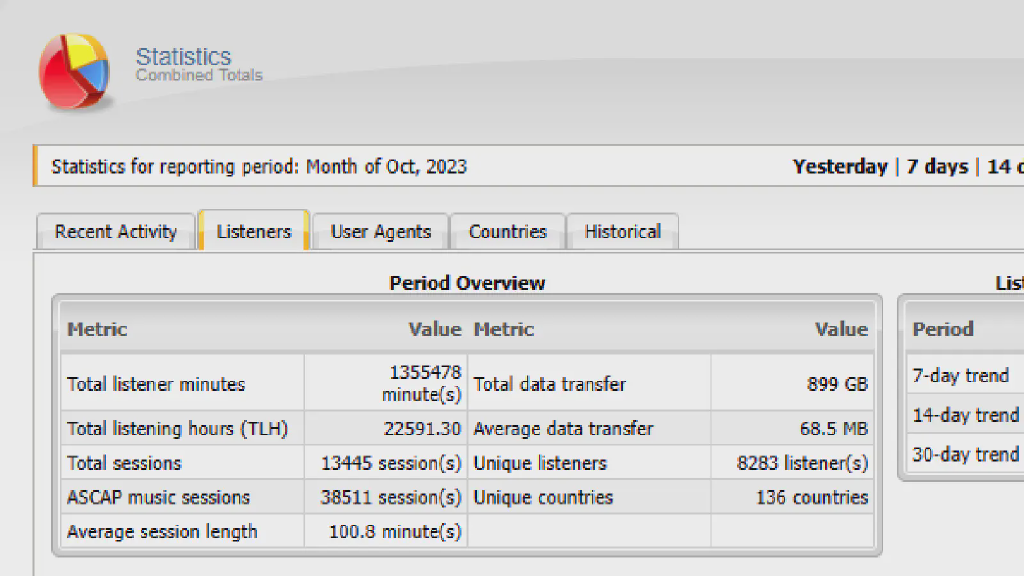 Statistics
Combined Totals
Statistics for reporting period: Month of Oct, 2023
Yesterday | 7 days | 14
Recent Activity Listeners User Agents Countries Historical
Period Overview
Metric Value Metric Value
Total listener minutes 1355478 minute(s) Total data transfer 899 GB
Total listening hours (TLH) 22591.30 Average data transfer 68.5 MB
Total sessions 13445 session(s) Unique listeners 8283 listener(s)
ASCAP music sessions 38511 session(s) Unique countries 136 countries
Average session length 100.8 minute(s)
Period
7-day trend
14-day trend
30-day trend